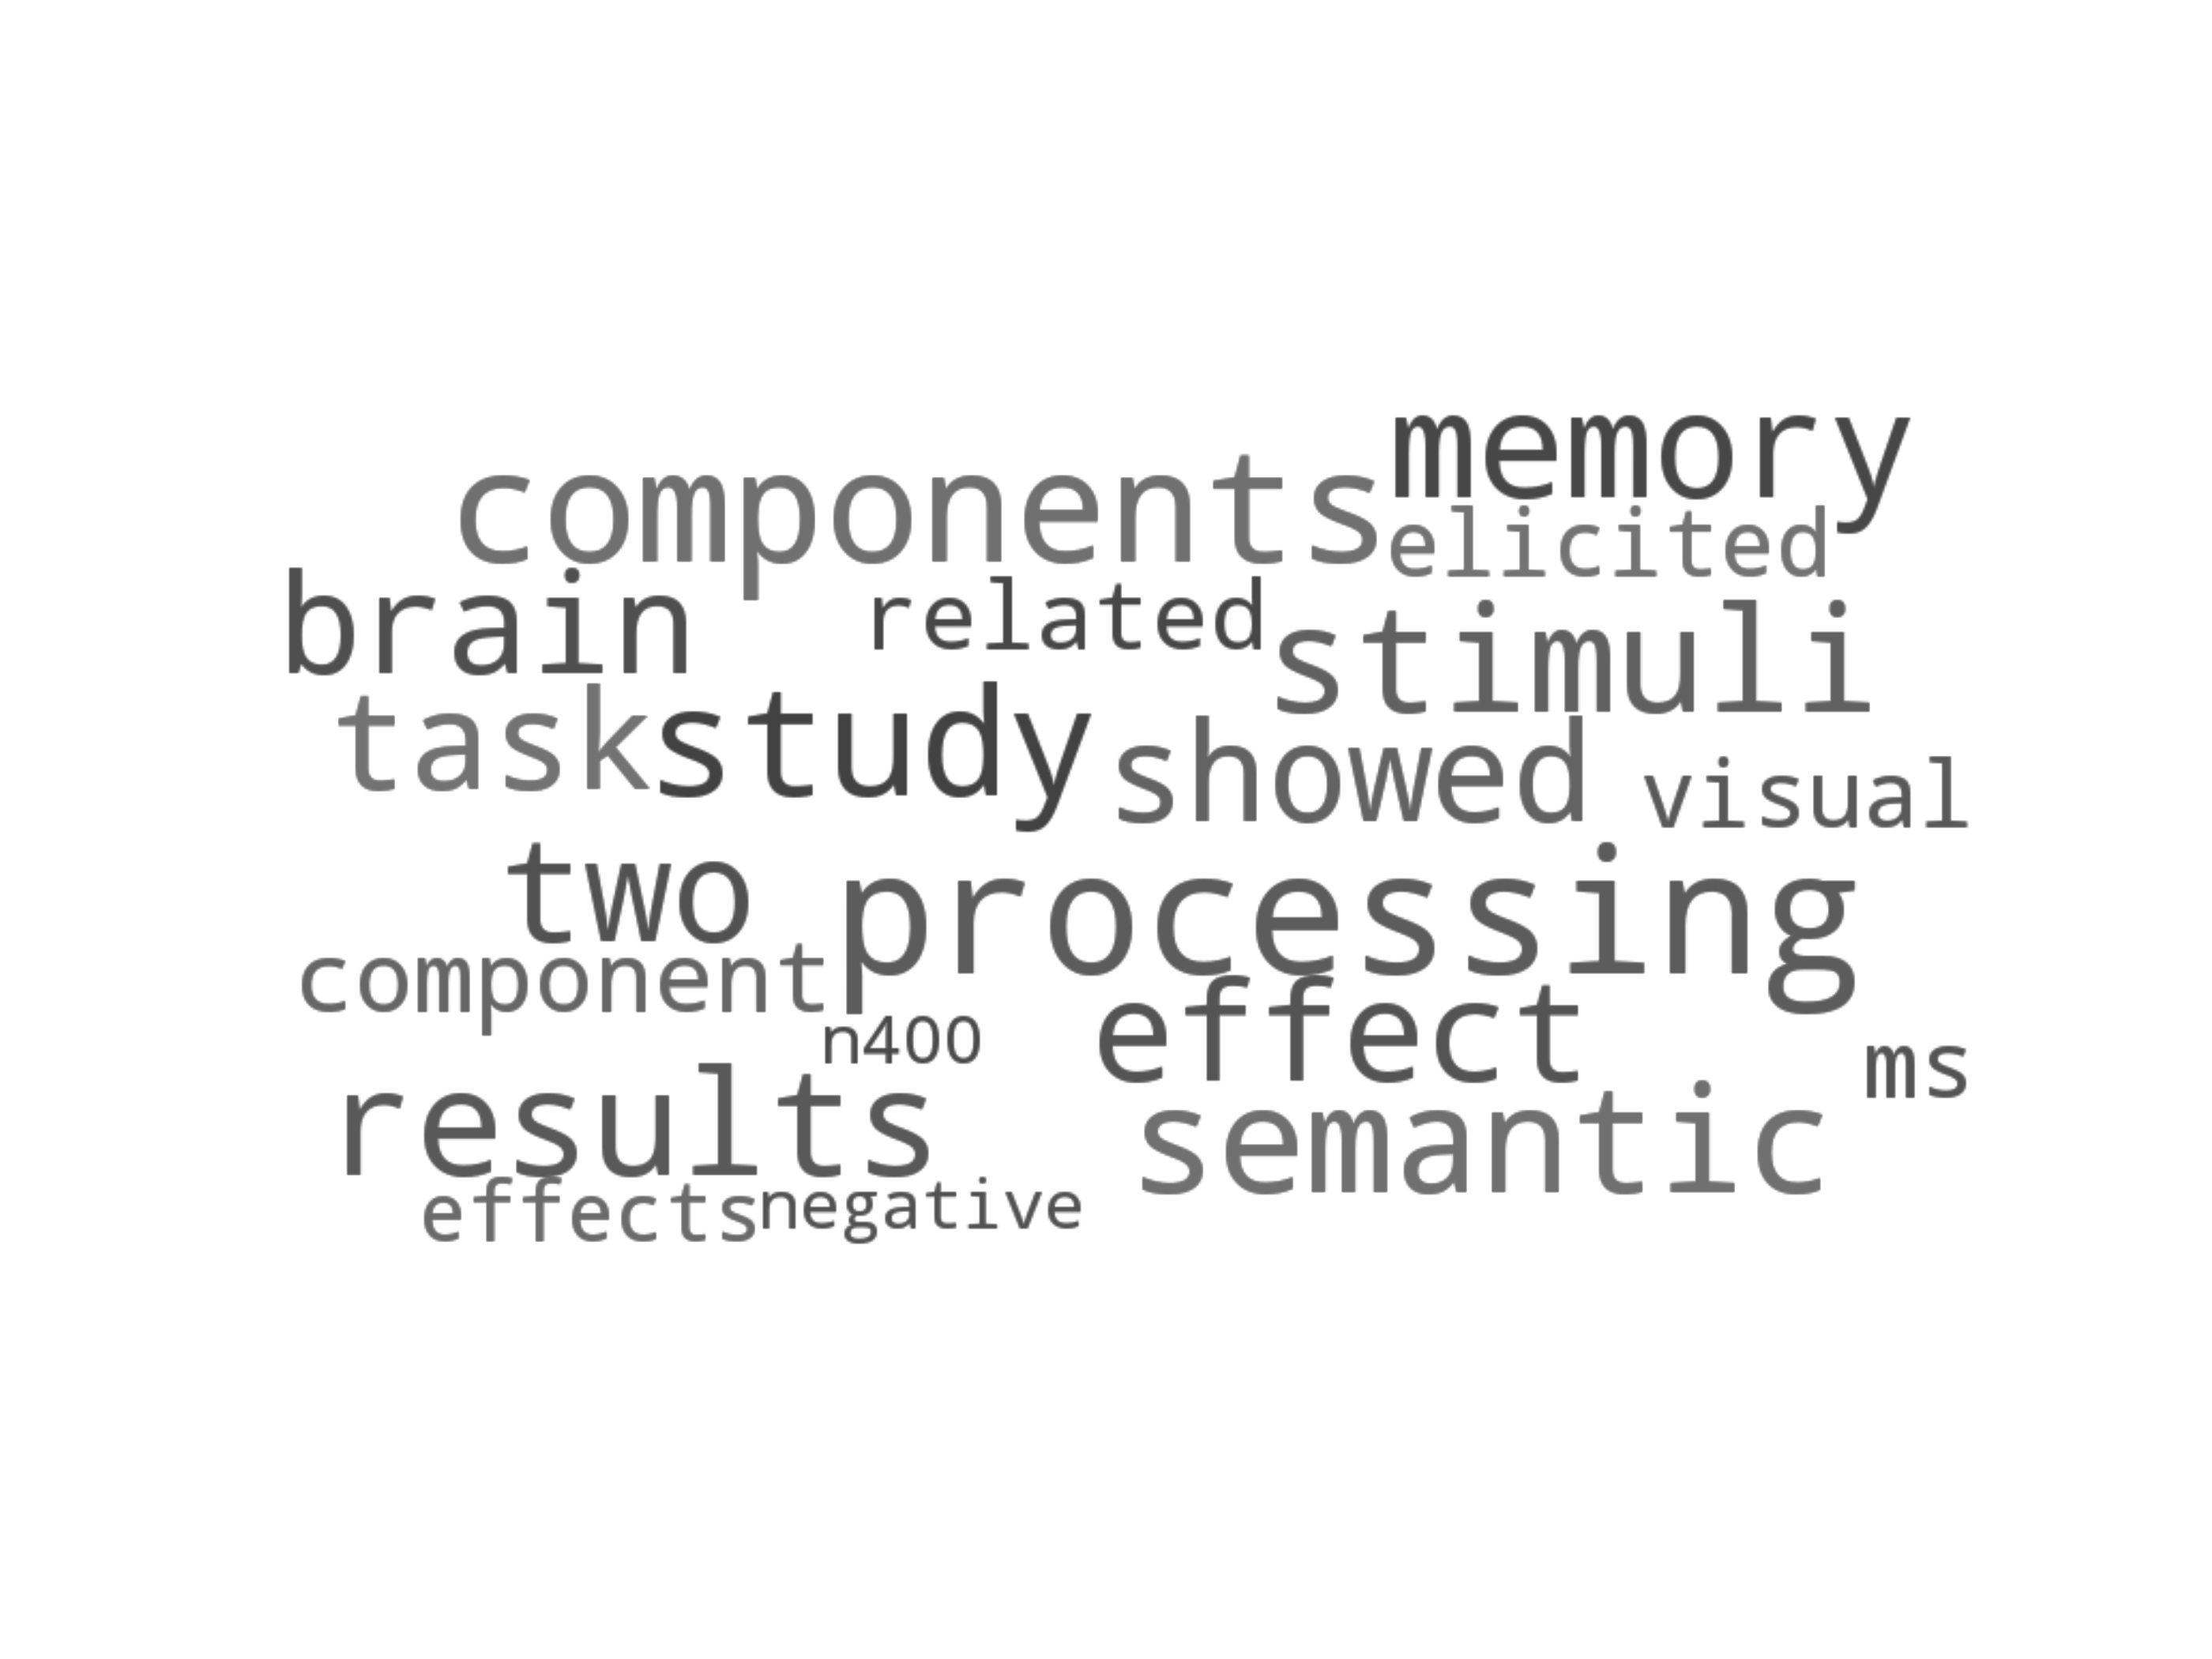 memory
components
elicited
brain
related
stimuli
task study
showed
visual
two
processing
component
n400
effect
ms
results
semantic
effects negative